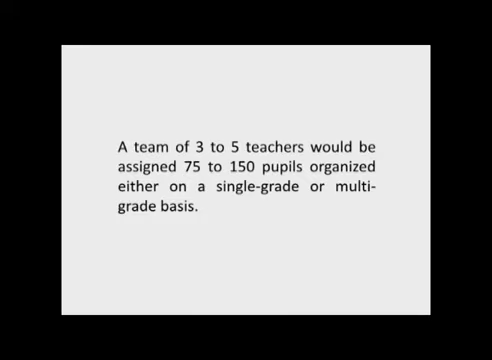 A team of 3 to 5 teachers would be
assigned 75 to 150 pupils organized
either on a single-grade or multi-
grade basis.